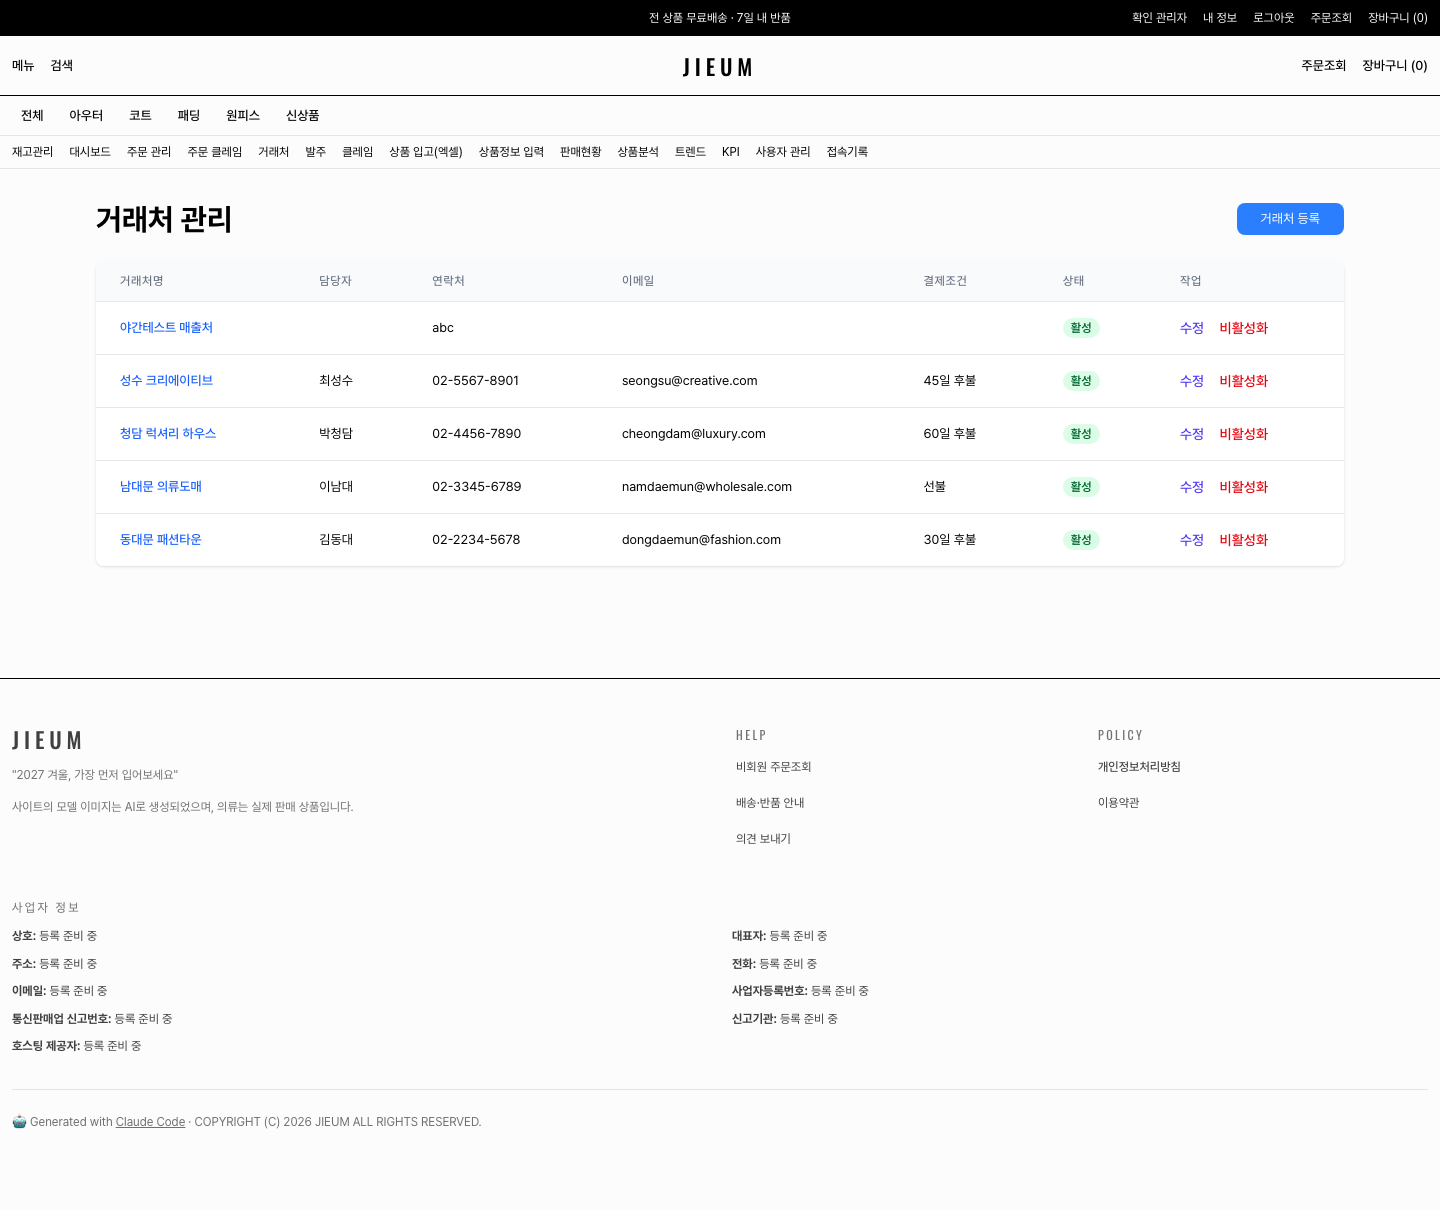 전 상품 무료배송 · 7일 내 반품
확인 관리자 내 정보 로그아웃 주문조회 장바구니 (0)
메뉴 검색
JIEUM
주문조회 장바구니 (0)
전체 아우터 코트 패딩 원피스 신상품
재고관리 대시보드 주문 관리 주문 클레임 거래처 발주 클레임 상품 입고(엑셀) 상품정보 입력 판매현황 상품분석 트렌드 KPI 사용자 관리 접속기록
거래처 관리
거래처 등록
거래처명 담당자 연락처 이메일 결제조건 상태 작업
야간테스트 매출처 abc 활성 수정 비활성화
성수 크리에이티브 최성수 02-5567-8901 seongsu@creative.com 45일 후불 활성 수정 비활성화
청담 럭셔리 하우스 박청담 02-4456-7890 cheongdam@luxury.com 60일 후불 활성 수정 비활성화
남대문 의류도매 이남대 02-3345-6789 namdaemun@wholesale.com 선불 활성 수정 비활성화
동대문 패션타운 김동대 02-2234-5678 dongdaemun@fashion.com 30일 후불 활성 수정 비활성화
JIEUM
"2027 겨울, 가장 먼저 입어보세요"
사이트의 모델 이미지는 AI로 생성되었으며, 의류는 실제 판매 상품입니다.
HELP
비회원 주문조회
배송·반품 안내
의견 보내기
POLICY
개인정보처리방침
이용약관
사업자 정보
상호: 등록 준비 중
대표자: 등록 준비 중
주소: 등록 준비 중
전화: 등록 준비 중
이메일: 등록 준비 중
사업자등록번호: 등록 준비 중
통신판매업 신고번호: 등록 준비 중
신고기관: 등록 준비 중
호스팅 제공자: 등록 준비 중
🤖 Generated with Claude Code · COPYRIGHT (C) 2026 JIEUM ALL RIGHTS RESERVED.